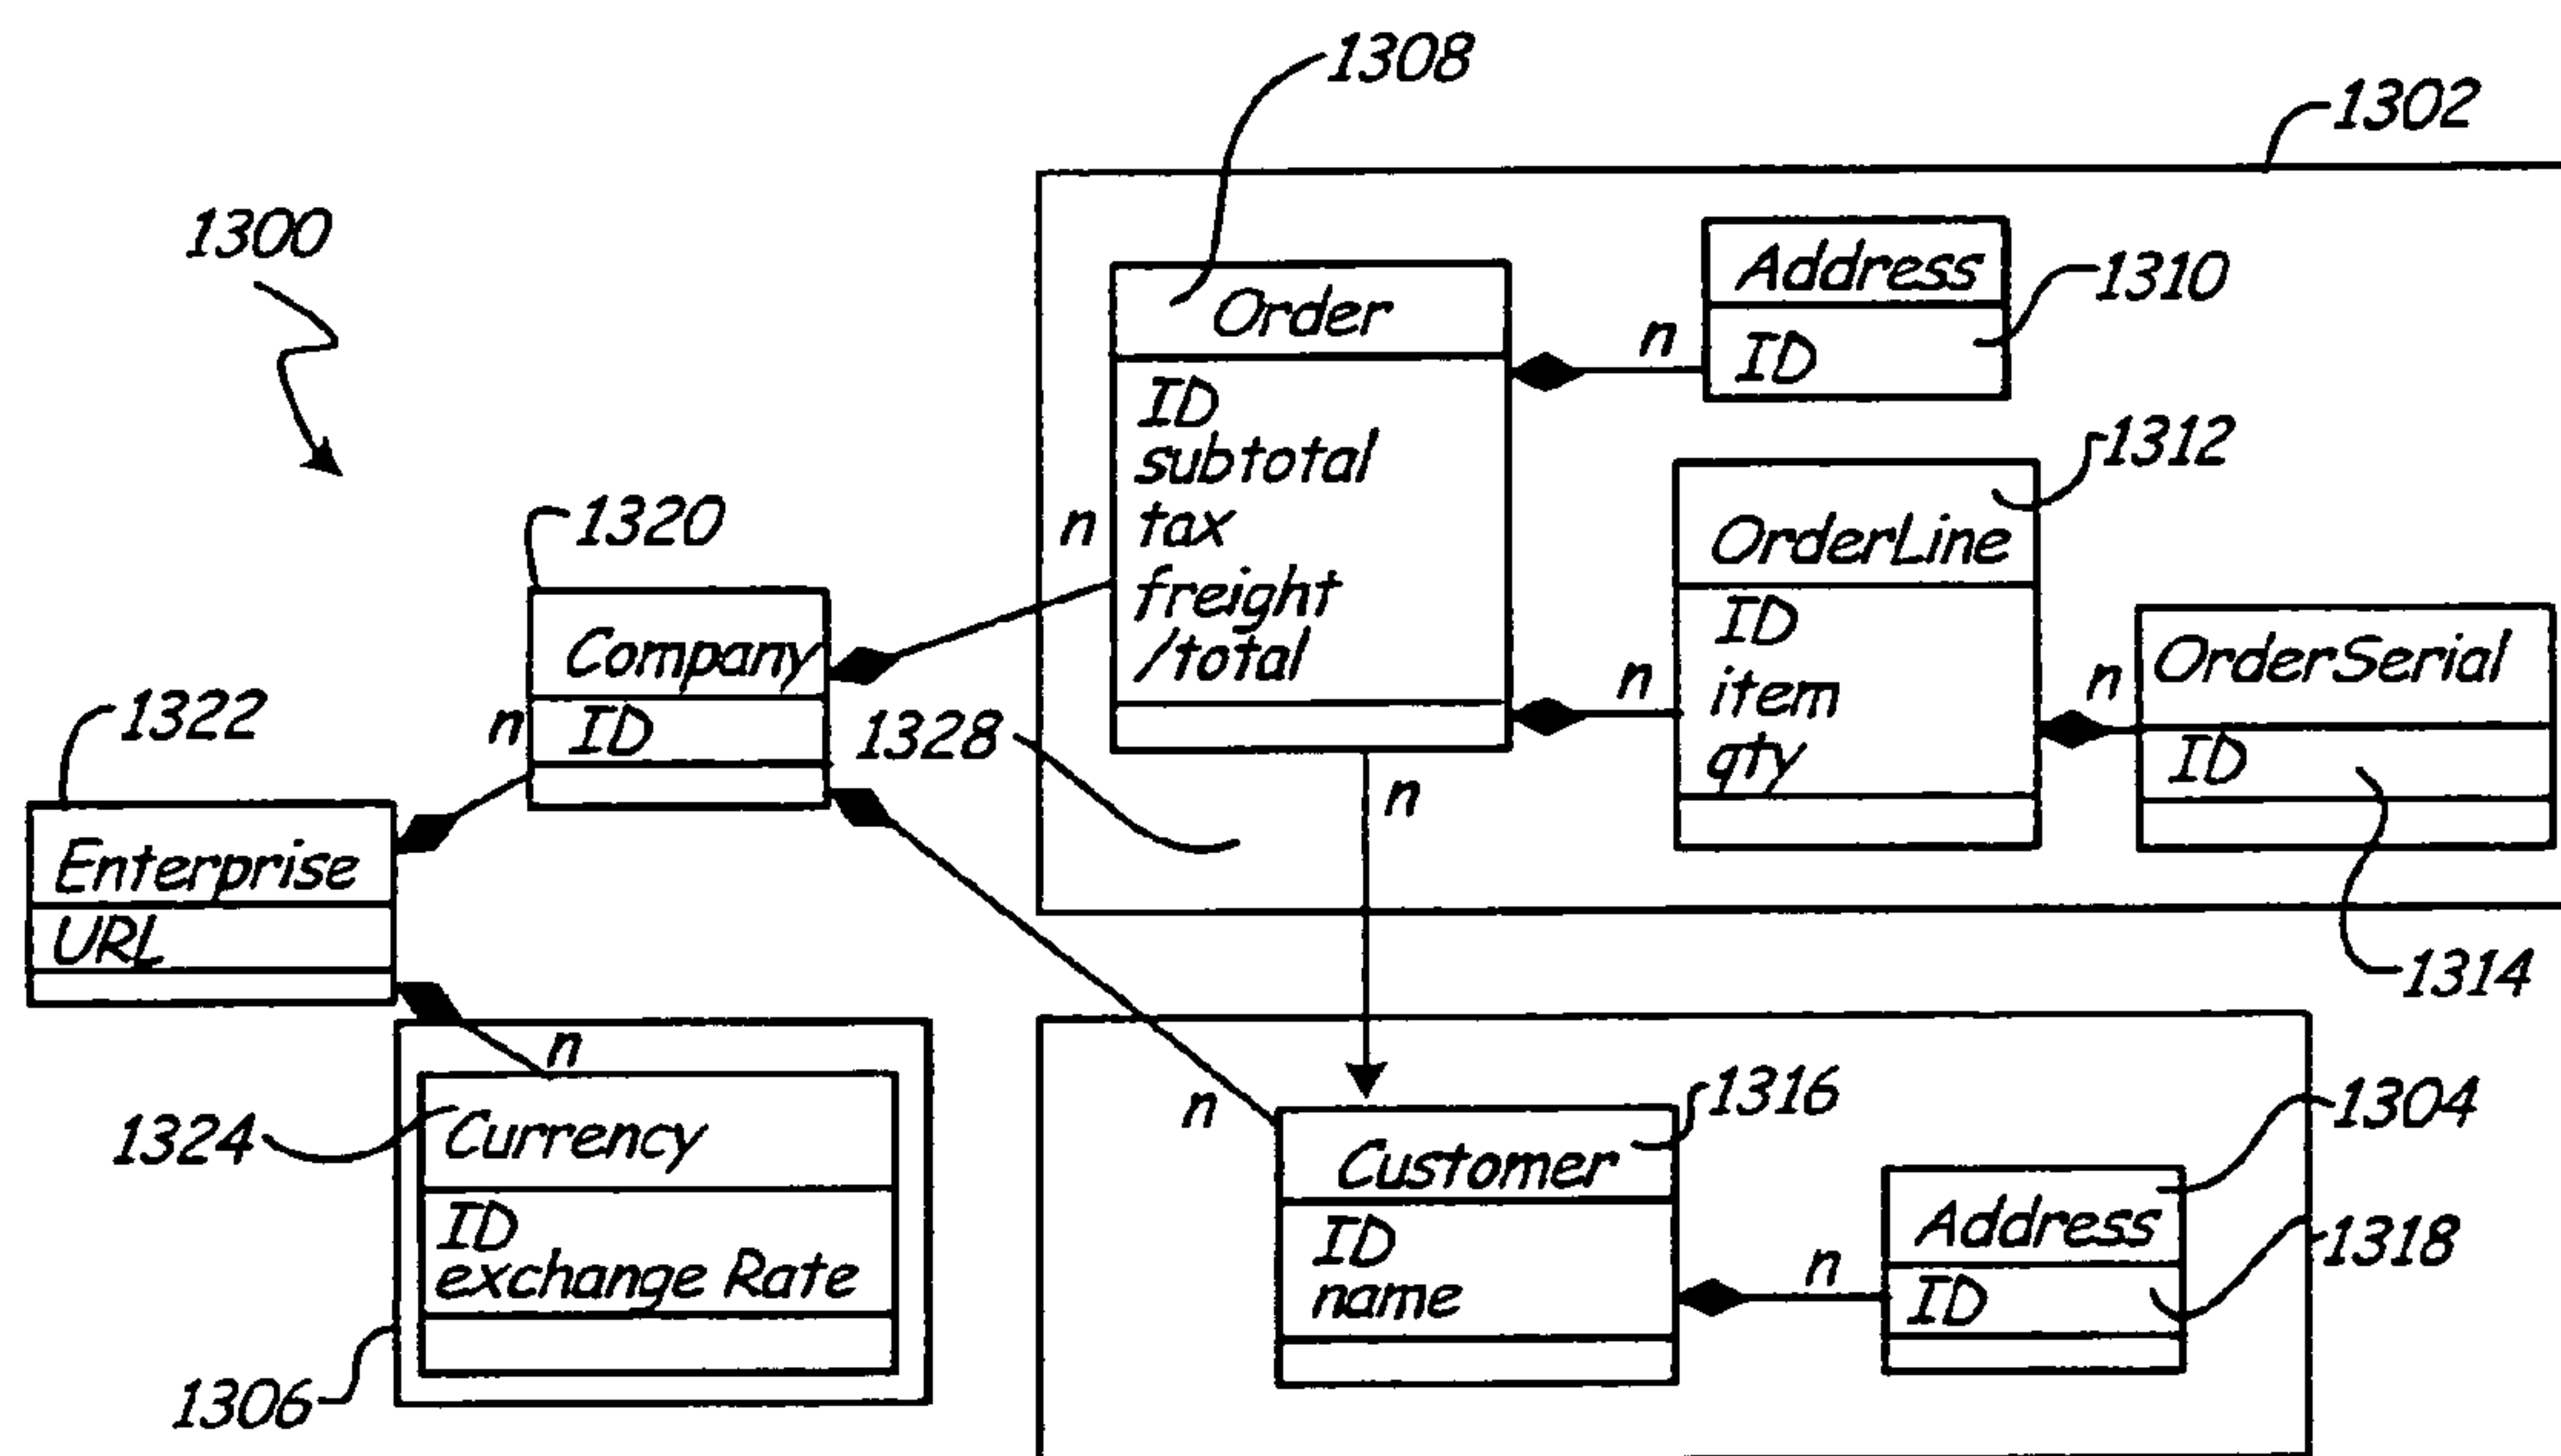 1308
1302
1300
Address
1310
Order
n
ID
ID
subtotal
tax
freight
/total
n
1312
OrderLine
ID
item
qty
n
OrderSerial
ID
n
1320
Company
ID
n
1322
1328
n
Enterprise
URL
1314
n
Currency
1324
ID
exchange Rate
1306
n
1316
Customer
ID
name
1304
n
Address
ID
1318